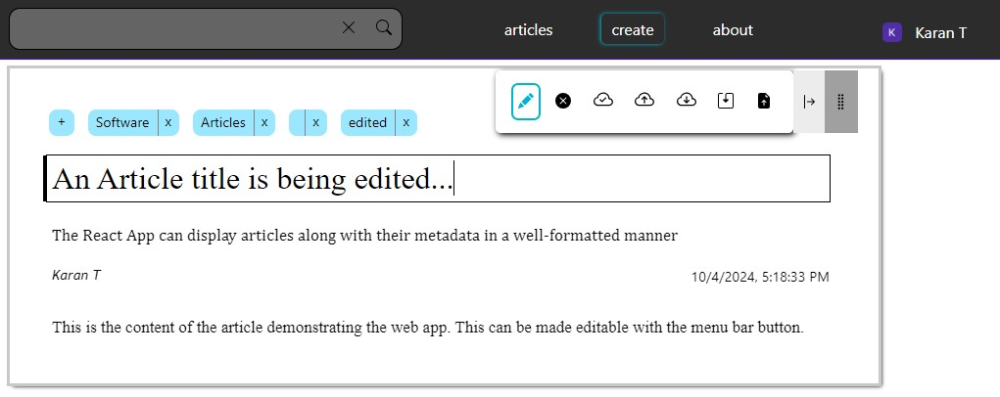 articles create about K Karan T
+ Software x Articles x x edited x
An Article title is being edited...
The React App can display articles along with their metadata in a well-formatted manner
Karan T 10/4/2024, 5:18:33 PM
This is the content of the article demonstrating the web app. This can be made editable with the menu bar button.